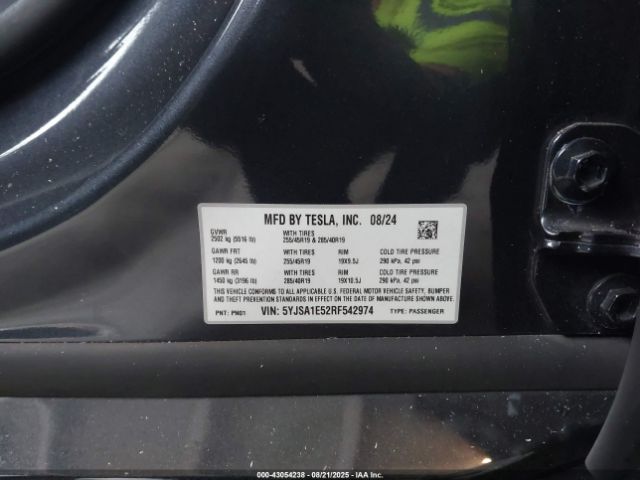 MFD BY TESLA, INC. 08/24
GVWR WITH TIRES
2502 kg (5516 lb) 255/45R19 & 285/40R19
GAWR FRT WITH TIRES RIM COLD TIRE PRESSURE
1200 kg (2645 lb) 255/45R19 19X9.5J 290 kPa, 42 psi
GAWR RR WITH TIRES RIM COLD TIRE PRESSURE
1450 kg (3196 lb) 285/40R19 19X10.5J 290 kPa, 42 psi
THIS VEHICLE CONFORMS TO ALL APPLICABLE U.S. FEDERAL MOTOR VEHICLE SAFETY, BUMPER,
AND THEFT PREVENTION STANDARDS IN EFFECT ON THE DATE OF MANUFACTURE SHOWN ABOVE.
PNT: PN01 VIN: 5YJSA1E52RF542974 TYPE: PASSENGER
000-43054238 - 08/21/2025 - IAAI.COM